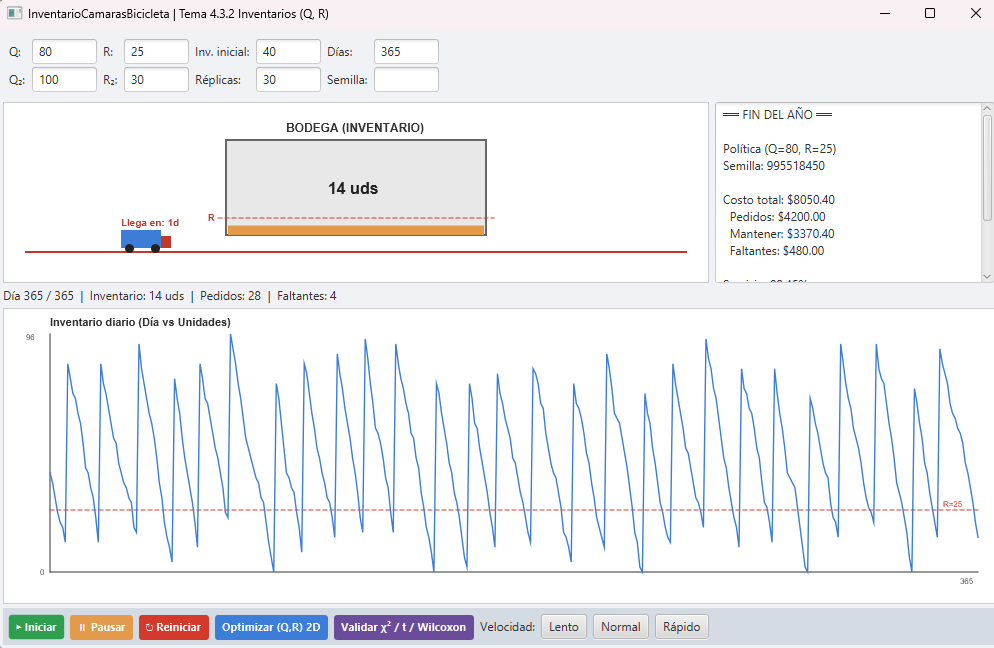 InventarioCamarasBicicleta | Tema 4.3.2 Inventarios (Q, R)
Q: 80 R: 25 Inv. inicial: 40 Días: 365
Q₂: 100 R₂: 30 Réplicas: 30 Semilla:
BODEGA (INVENTARIO)
14 uds
R
Llega en: 1d
══ FIN DEL AÑO ══
Política (Q=80, R=25)
Semilla: 995518450
Costo total: $8050.40
Pedidos: $4200.00
Mantener: $3370.40
Faltantes: $480.00
Día 365 / 365 | Inventario: 14 uds | Pedidos: 28 | Faltantes: 4
Inventario diario (Día vs Unidades)
96
R=25
0
365
Iniciar Pausar Reiniciar Optimizar (Q,R) 2D Validar χ² / t / Wilcoxon Velocidad: Lento Normal Rápido